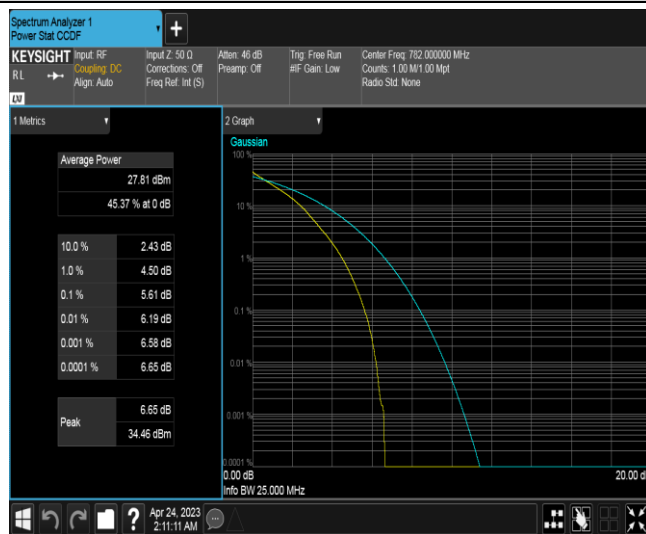 Spectrum Analyzer 1
Power Stat CCDF
+
KEYSIGHT
RL
LXI
Input: RF
Coupling: DC
Align: Auto
Input Z: 50 Ω
Corrections: Off
Freq Ref: Int (S)
Atten: 46 dB
Preamp: Off
Trig: Free Run
#IF Gain: Low
Center Freq: 782.000000 MHz
Counts: 1.00 M/1.00 Mpt
Radio Std: None
1 Metrics
Average Power
27.81 dBm
45.37 % at 0 dB
10.0 % 2.43 dB
1.0 % 4.50 dB
0.1 % 5.61 dB
0.01 % 6.19 dB
0.001 % 6.58 dB
0.0001 % 6.65 dB
Peak
6.65 dB
34.46 dBm
2 Graph
Gaussian
100 %
10 %
1 %
0.1 %
0.01 %
0.001 %
0.0001 %
0.00 dB
20.00 d
Info BW 25.000 MHz
?
Apr 24, 2023
2:11:11 AM